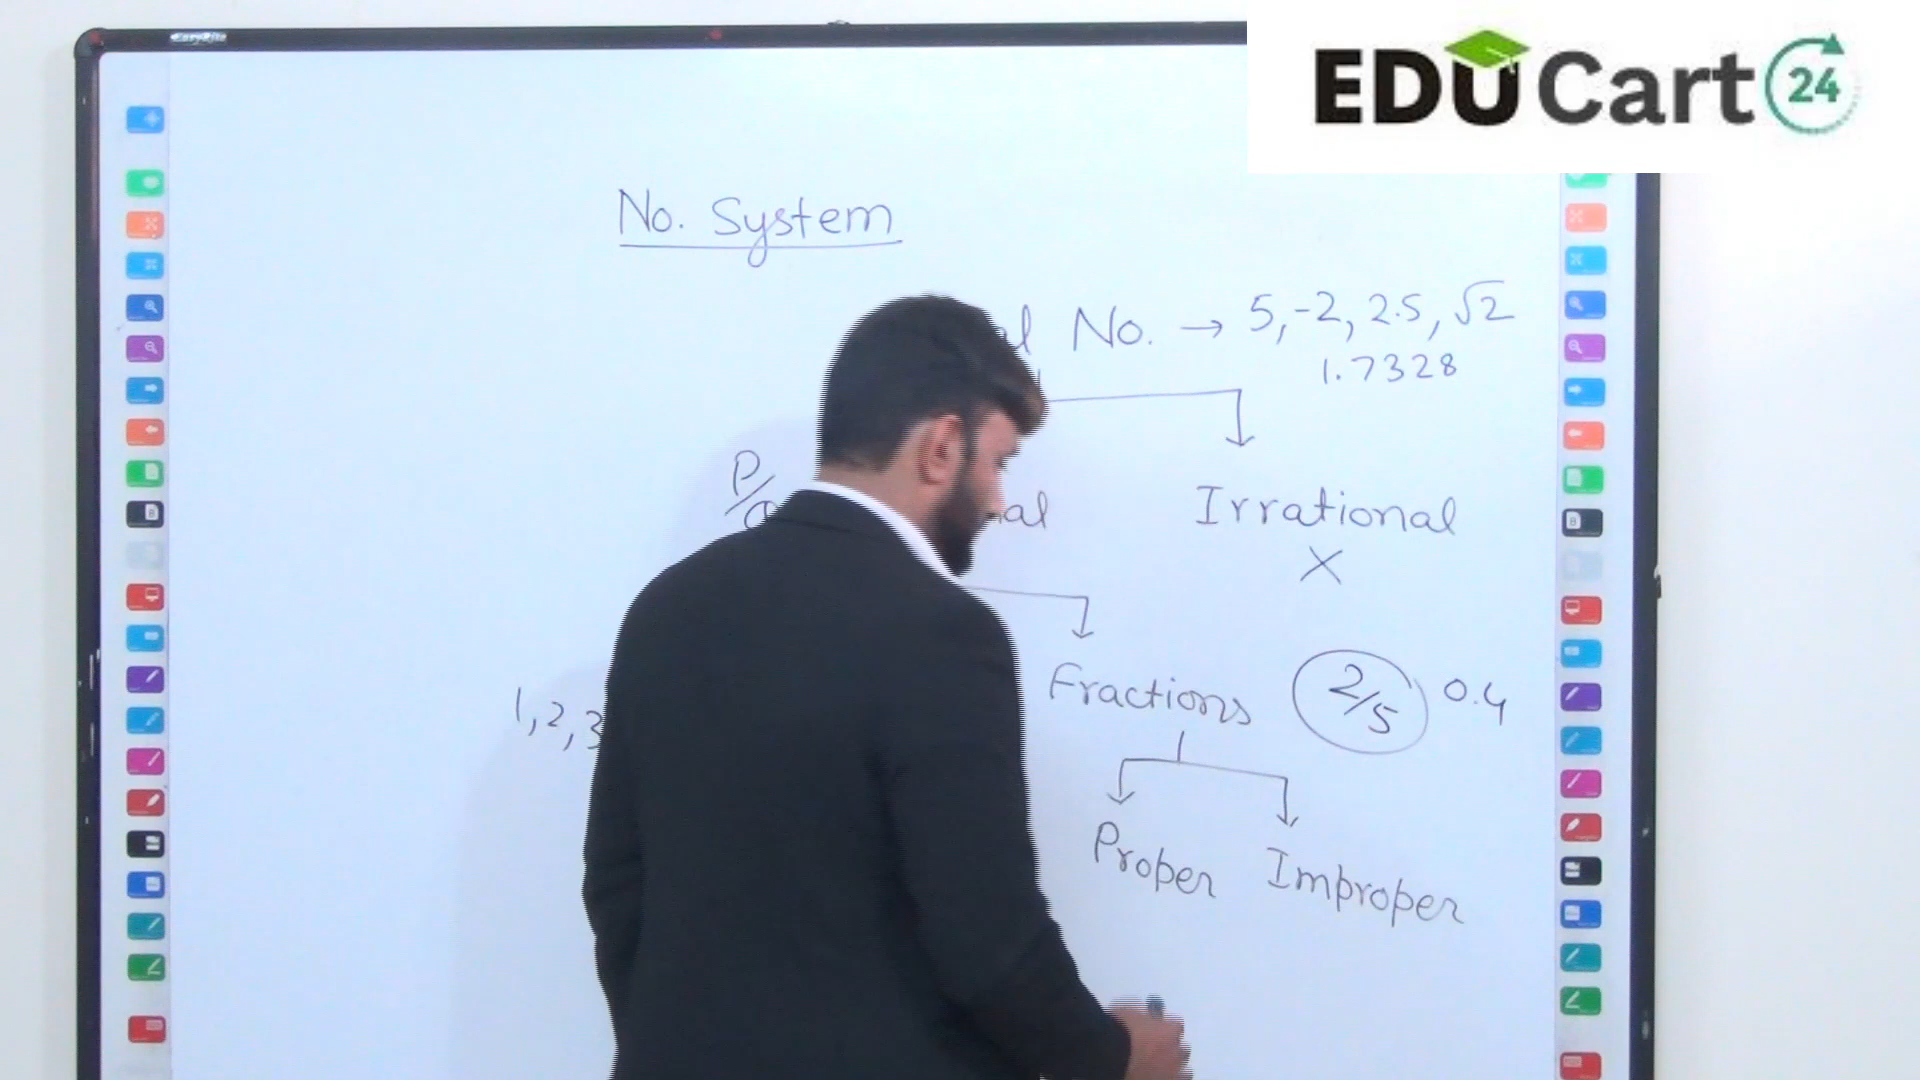 EDUCart 24
No. System
No. → 5, -2, 2.5, √2
1.7328
P/
Irrational
X
Fractions 2/5 0.4
1, 2, 3
Proper Improper